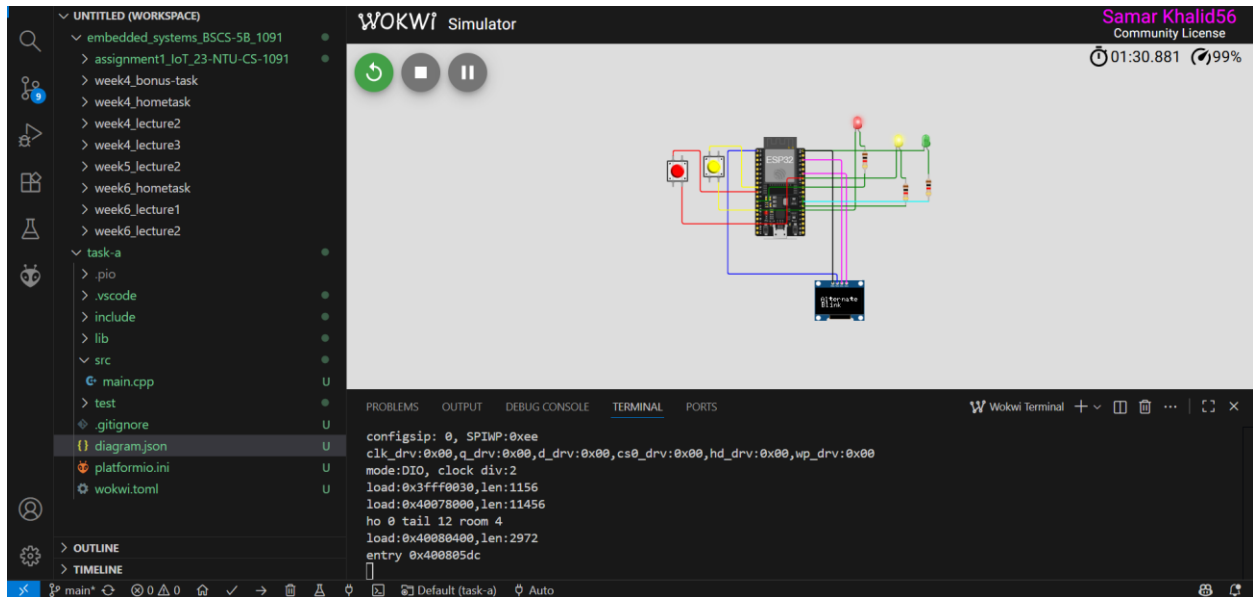 UNTITLED (WORKSPACE)
embedded_systems_BSCS-5B_1091
assignment1_IoT_23-NTU-CS-1091
week4_bonus-task
week4_hometask
week4_lecture2
week4_lecture3
week5_lecture2
week6_hometask
week6_lecture1
week6_lecture2
task-a
.pio
.vscode
include
lib
src
main.cpp U
test
.gitignore U
diagram.json U
platformio.ini U
wokwi.toml U
OUTLINE
TIMELINE
9
WOKWi Simulator
Samar Khalid56
Community License
01:30.881 99%
ESP32
Alternate
Blink
PROBLEMS OUTPUT DEBUG CONSOLE TERMINAL PORTS
Wokwi Terminal
configsip: 0, SPIWP:0xee
clk_drv:0x00,q_drv:0x00,d_drv:0x00,cs0_drv:0x00,hd_drv:0x00,wp_drv:0x00
mode:DIO, clock div:2
load:0x3fff0030,len:1156
load:0x40078000,len:11456
ho 0 tail 12 room 4
load:0x40080400,len:2972
entry 0x400805dc
main* 0 0 Default (task-a) Auto